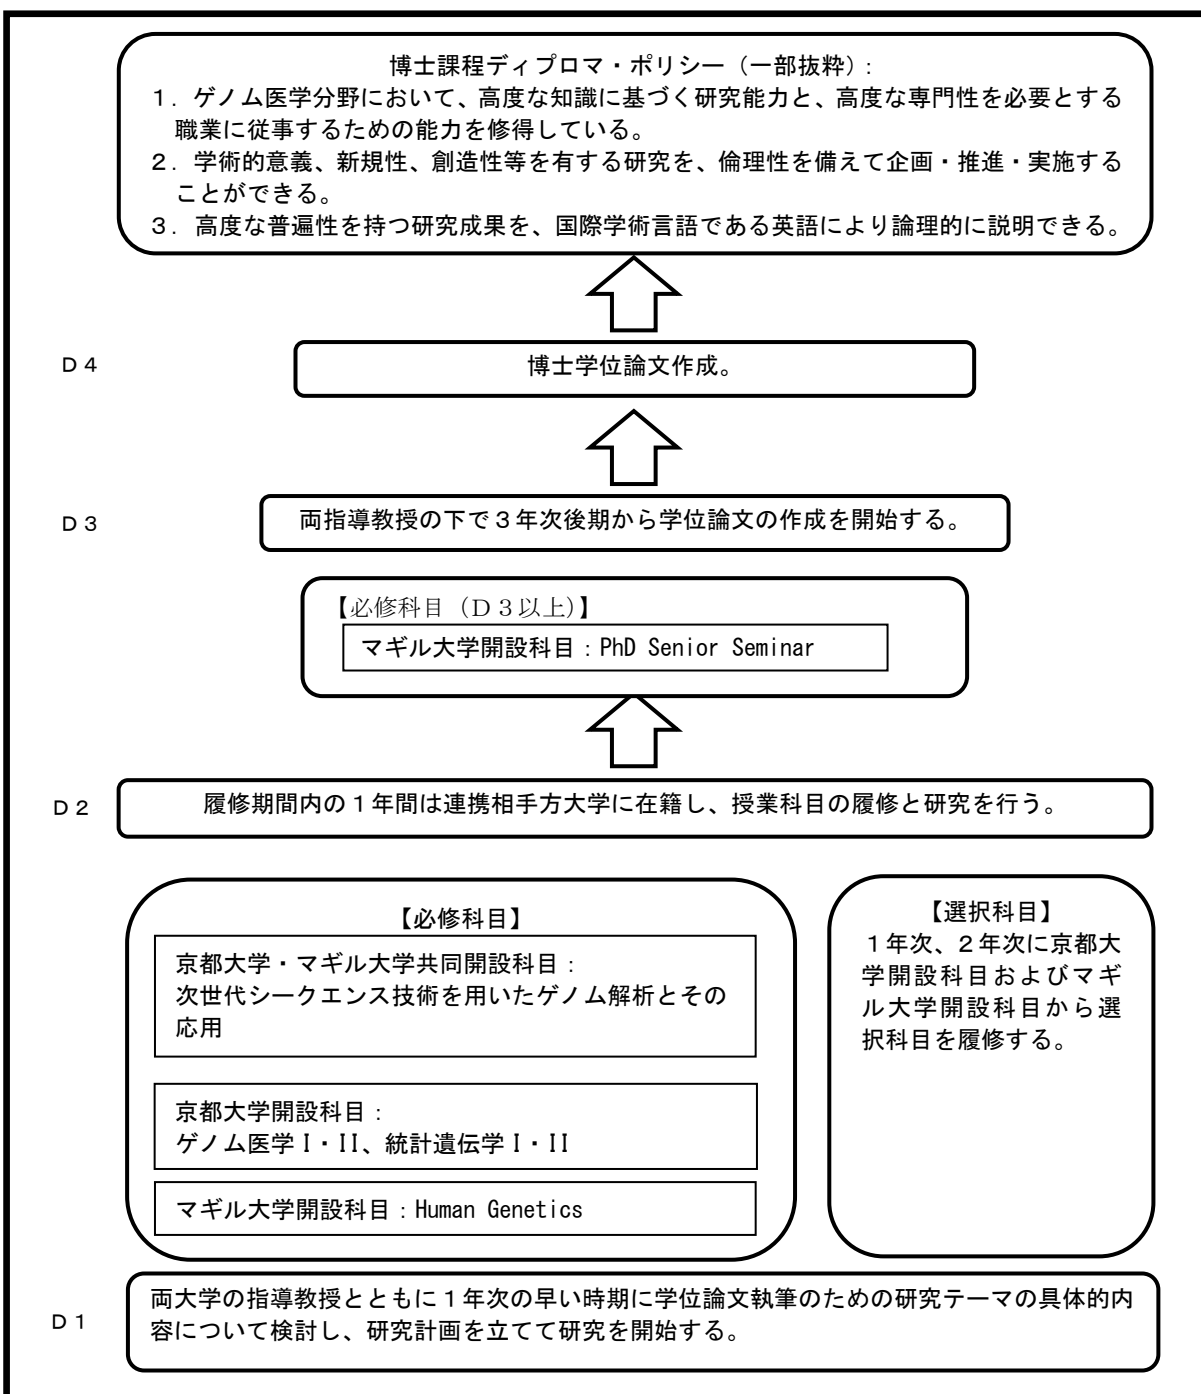 博士課程ディプロマ・ポリシー（一部抜粋）:
１．ゲノム医学分野において、高度な知識に基づく研究能力と、高度な専門性を必要とする
職業に従事するための能力を修得している。
２．学術的意義、新規性、創造性等を有する研究を、倫理性を備えて企画・推進・実施する
ことができる。
３．高度な普遍性を持つ研究成果を、国際学術言語である英語により論理的に説明できる。
Ｄ４
博士学位論文作成。
Ｄ３
両指導教授の下で３年次後期から学位論文の作成を開始する。
【必修科目（Ｄ３以上）】
マギル大学開設科目：PhD Senior Seminar
Ｄ２
履修期間内の１年間は連携相手方大学に在籍し、授業科目の履修と研究を行う。
【必修科目】
京都大学・マギル大学共同開設科目：
次世代シークエンス技術を用いたゲノム解析とその
応用
京都大学開設科目：
ゲノム医学 I・II、統計遺伝学 I・II
マギル大学開設科目：Human Genetics
【選択科目】
１年次、２年次に京都大
学開設科目およびマギ
ル大学開設科目から選
択科目を履修する。
Ｄ１
両大学の指導教授とともに１年次の早い時期に学位論文執筆のための研究テーマの具体的内
容について検討し、研究計画を立てて研究を開始する。